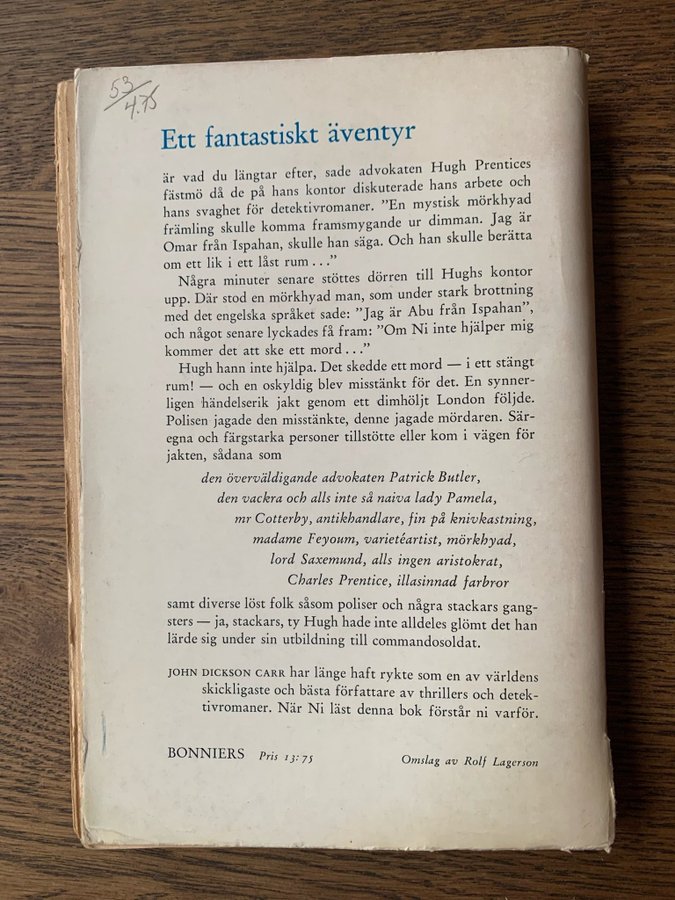 53/4.75
Ett fantastiskt äventyr
är vad du längtar efter, sade advokaten Hugh Prentices
fästmö då de på hans kontor diskuterade hans arbete och
hans svaghet för detektivromaner. ”En mystisk mörkhyad
främling skulle komma framsmygande ur dimman. Jag är
Omar från Ispahan, skulle han säga. Och han skulle berätta
om ett lik i ett låst rum . . .”
Några minuter senare stöttes dörren till Hughs kontor
upp. Där stod en mörkhyad man, som under stark brottning
med det engelska språket sade: ”Jag är Abu från Ispahan”,
och något senare lyckades få fram: ”Om Ni inte hjälper mig
kommer det att ske ett mord . . .”
Hugh hann inte hjälpa. Det skedde ett mord — i ett stängt
rum! — och en oskyldig blev misstänkt för det. En synner-
ligen händelserik jakt genom ett dimhöljt London följde.
Polisen jagade den misstänkte, denne jagade mördaren. Sär-
egna och färgstarka personer tillstötte eller kom i vägen för
jakten, sådana som
den överväldigande advokaten Patrick Butler,
den vackra och alls inte så naiva lady Pamela,
mr Cotterby, antikhandlare, fin på knivkastning,
madame Feyoum, varietéartist, mörkhyad,
lord Saxemund, alls ingen aristokrat,
Charles Prentice, illasinnad farbror
samt diverse löst folk såsom poliser och några stackars gang-
sters — ja, stackars, ty Hugh hade inte alldeles glömt det han
lärde sig under sin utbildning till commandosoldat.
JOHN DICKSON CARR har länge haft rykte som en av världens
skickligaste och bästa författare av thrillers och detek-
tivromaner. När Ni läst denna bok förstår ni varför.
BONNIERS Pris 13:75 Omslag av Rolf Lagerson